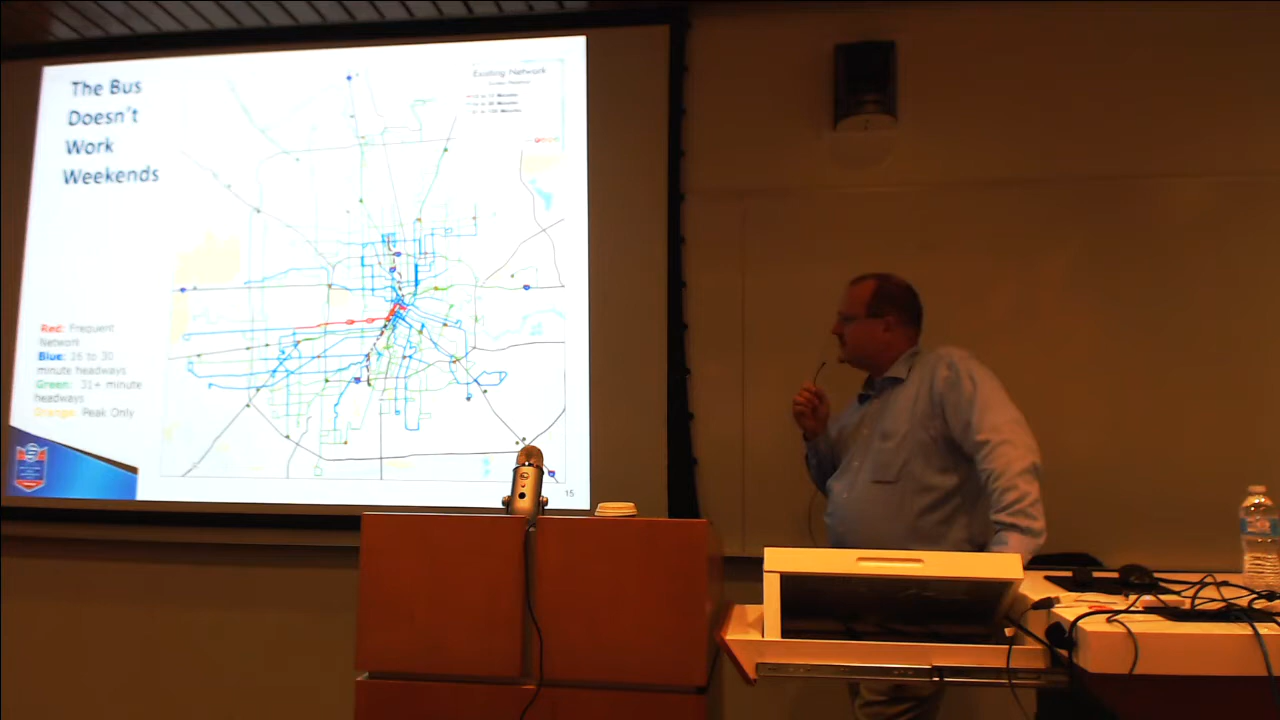 The Bus
Doesn't
Work
Weekends
Existing Network
Red: Frequent
Network
Blue: 16 to 30
minute headways
Green: 31+ minute
headways
Orange: Peak Only
15